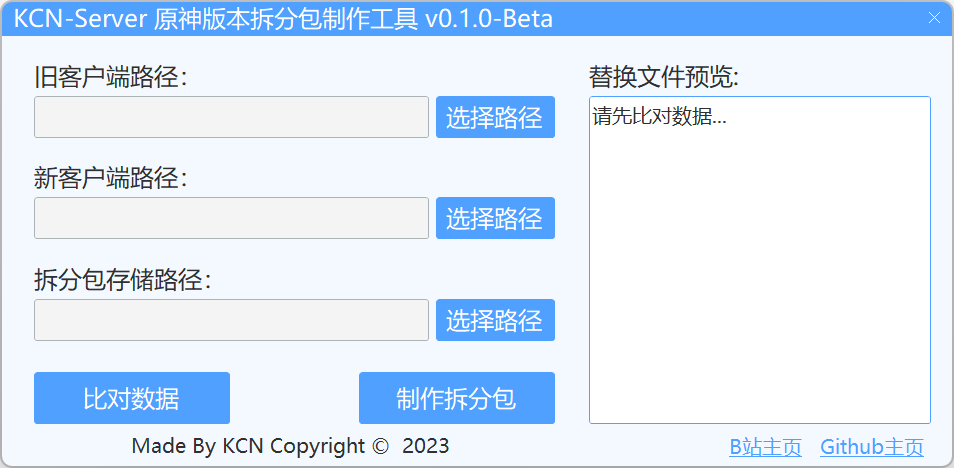 KCN-Server 原神版本拆分包制作工具 v0.1.0-Beta
旧客户端路径：
选择路径
新客户端路径：
选择路径
拆分包存储路径：
选择路径
比对数据
制作拆分包
Made By KCN Copyright © 2023
替换文件预览:
请先比对数据...
B站主页
Github主页